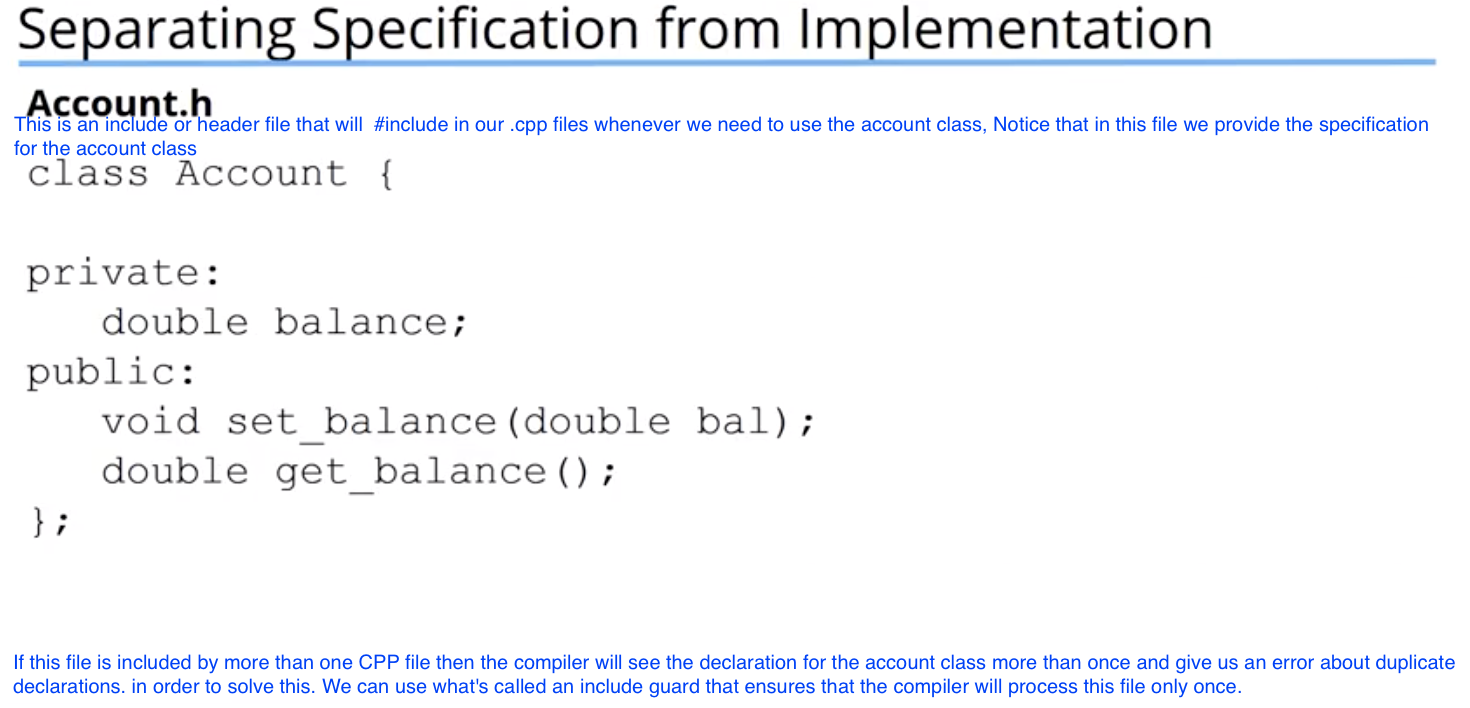 Separating Specification from Implementation
Account.h
This is an include or header file that will #include in our .cpp files whenever we need to use the account class, Notice that in this file we provide the specification
for the account class
class Account {
private:
double balance;
public:
void set_balance(double bal);
double get_balance();
};
If this file is included by more than one CPP file then the compiler will see the declaration for the account class more than once and give us an error about duplicate
declarations. in order to solve this. We can use what's called an include guard that ensures that the compiler will process this file only once.